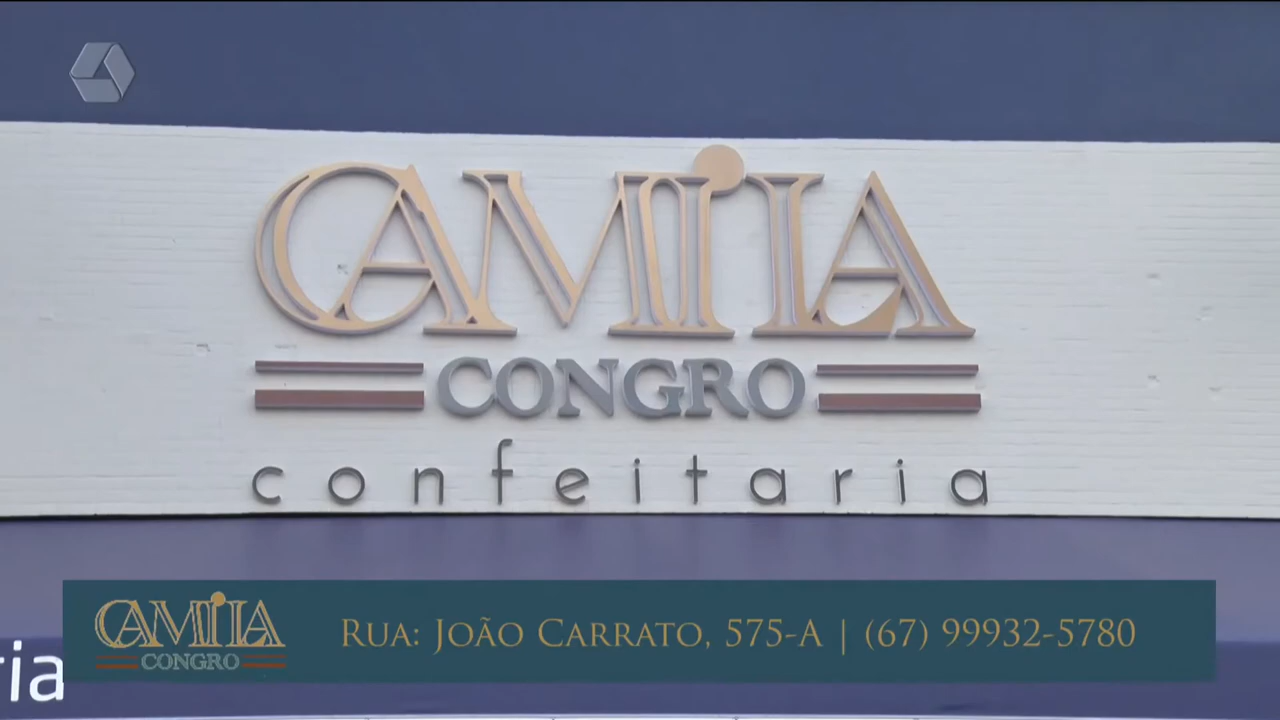 CAMILA
CONGRO
confeitaria
CAMILA
CONGRO
RUA: JOÃO CARRATO, 575-A | (67) 99932-5780
ria